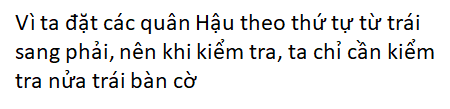 Vì ta đặt các quân Hậu theo thứ tự từ trái
sang phải, nên khi kiểm tra, ta chỉ cần kiểm
tra nửa trái bàn cờ